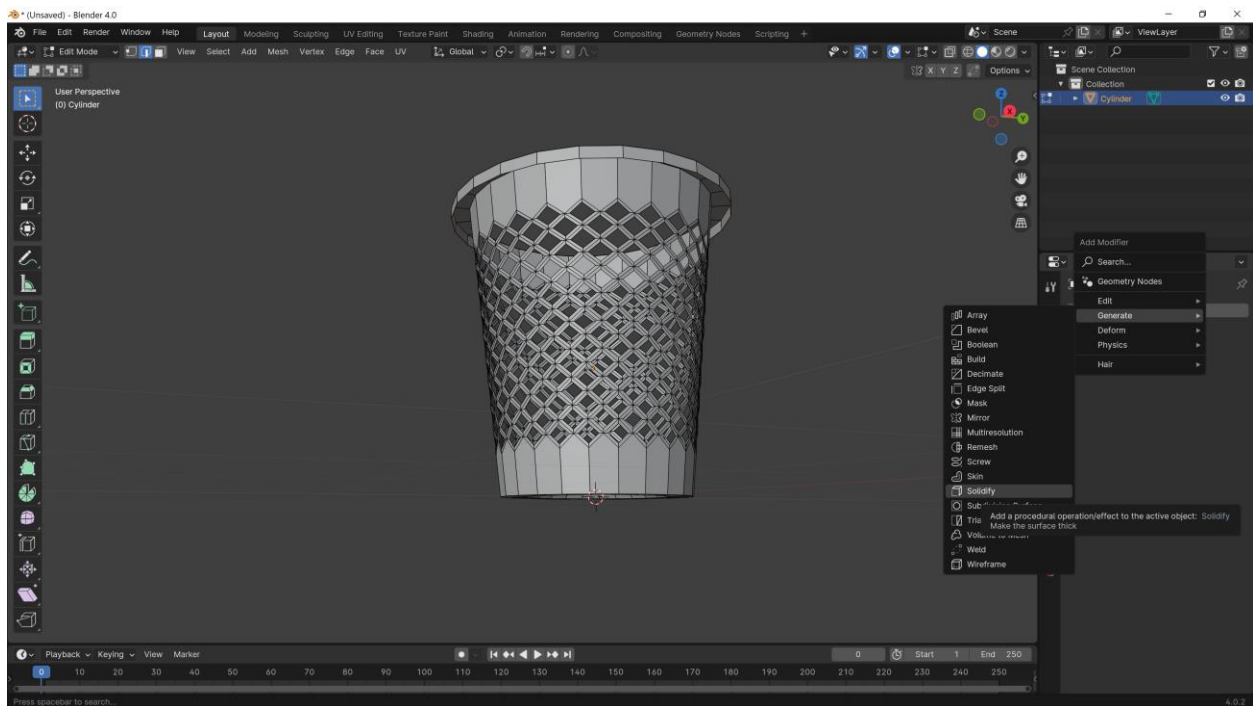 (Unsaved) - Blender 4.0
File Edit Render Window Help Layout Modeling Sculpting UV Editing Texture Paint Shading Animation Rendering Compositing Geometry Nodes Scripting + Scene ViewLayer
Edit Mode View Select Add Mesh Vertex Edge Face UV Global
X Y Z Options
User Perspective
(0) Cylinder
Z
X
Y
Scene Collection
Collection
Cylinder
Add Modifier
Search...
Geometry Nodes
Edit
Generate
Deform
Physics
Hair
Array
Bevel
Boolean
Build
Decimate
Edge Split
Mask
Mirror
Multiresolution
Remesh
Screw
Skin
Solidify
Add a procedural operation/effect to the active object: Solidify
Make the surface thick
Weld
Wireframe
Playback Keying View Marker 0 Start 1 End 250
0 10 20 30 40 50 60 70 80 90 100 110 120 130 140 150 160 170 180 190 200 210 220 230 240 250
Press spacebar to search... 4.0.2